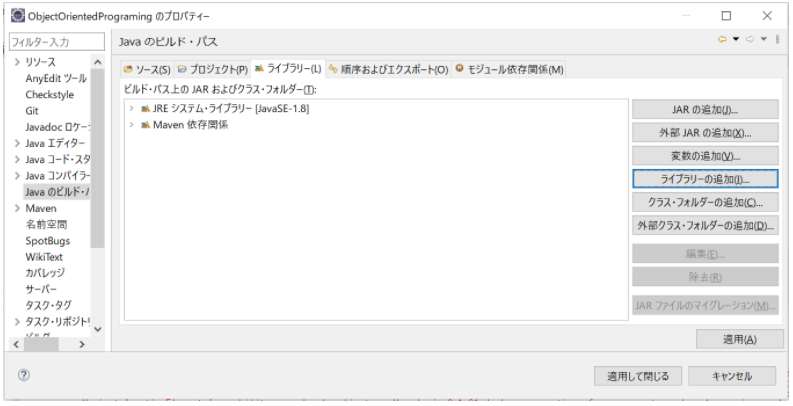 ObjectOrientedPrograming のプロパティー
フィルター入力
Java のビルド・パス
リソース
AnyEdit ツール
Checkstyle
Git
Javadoc ロケー
Java エディター
Java コード・スタ
Java コンパイラー
Java のビルド・パ
Maven
名前空間
SpotBugs
WikiText
カバレッジ
サーバー
タスク・タグ
タスク・リポジトリ
ソース(S) プロジェクト(P) ライブラリー(L) 順序およびエクスポート(O) モジュール依存関係(M)
ビルド・パス上の JAR およびクラス・フォルダー(T):
JRE システム・ライブラリー [JavaSE-1.8]
Maven 依存関係
JAR の追加(J)...
外部 JAR の追加(X)...
変数の追加(V)...
ライブラリーの追加(I)...
クラス・フォルダーの追加(C)...
外部クラス・フォルダーの追加(D)...
編集(E)...
除去(R)
JAR ファイルのマイグレーション(M)...
適用(A)
適用して閉じる
キャンセル